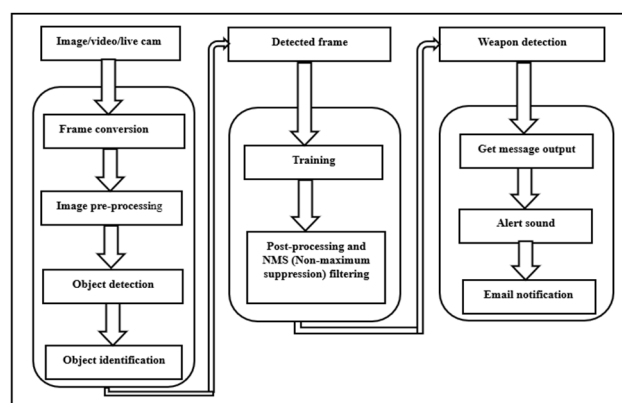 Image/video/live cam
Frame conversion
Image pre-processing
Object detection
Object identification
Detected frame
Training
Post-processing and
NMS (Non-maximum
suppression) filtering
Weapon detection
Get message output
Alert sound
Email notification